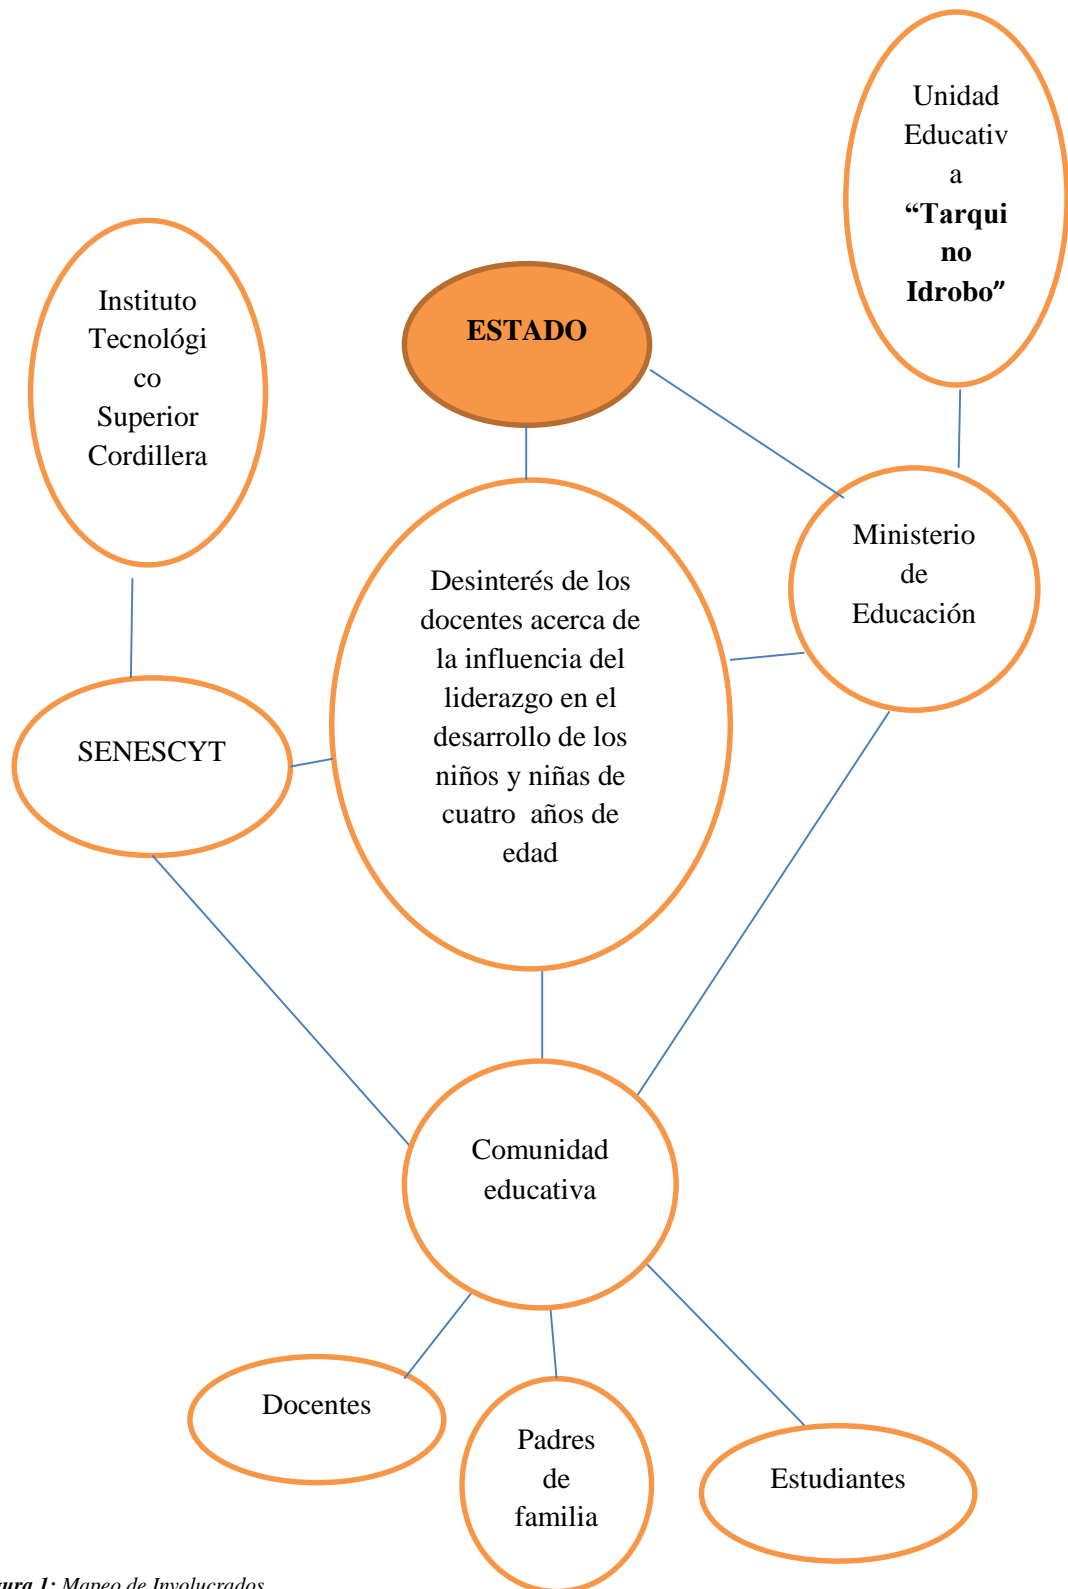 Unidad
Educativ
a
“Tarqui
no
Idrobo”
Instituto
Tecnológi
co
Superior
Cordillera
ESTADO
Ministerio
de
Educación
Desinterés de los
docentes acerca de
la influencia del
liderazgo en el
desarrollo de los
niños y niñas de
cuatro  años de
edad
SENESCYT
Comunidad
educativa
Docentes
Padres
de
familia
Estudiantes
ura 1: Mapeo de Involucrados